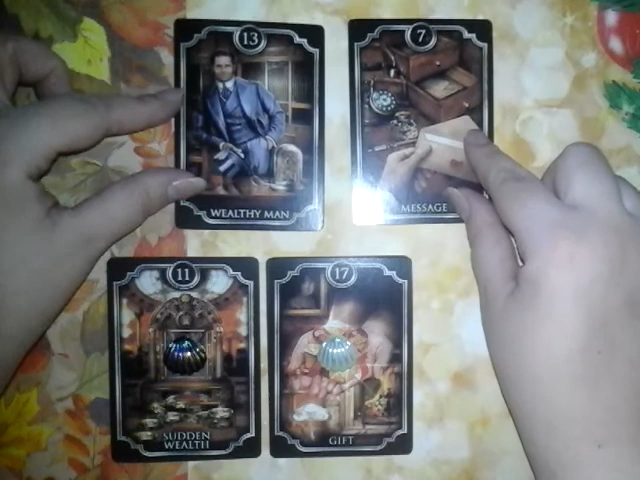 13
WEALTHY MAN
7
MESSAGE
11
SUDDEN
WEALTH
17
GIFT